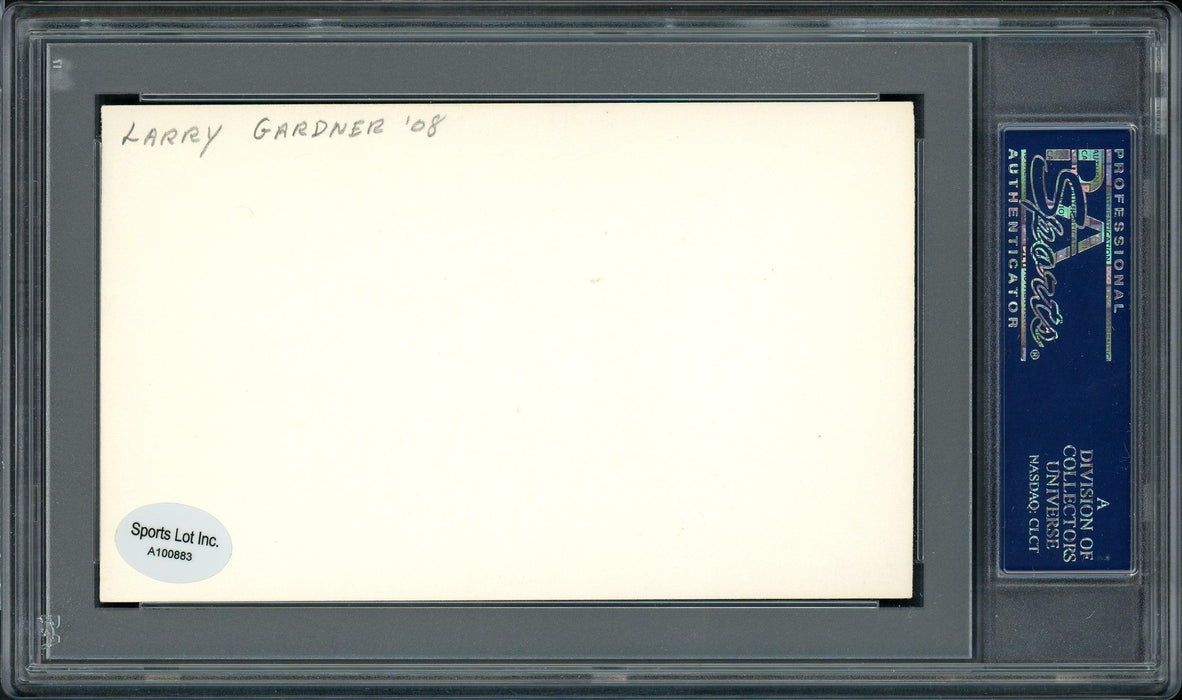 LARRY GARDNER '08
Sports Lot Inc.
A100883
PROFESSIONAL
PSA
Sports®
AUTHENTICATOR
A
DIVISION OF
COLLECTORS
UNIVERSE
NASDAQ: CLCT